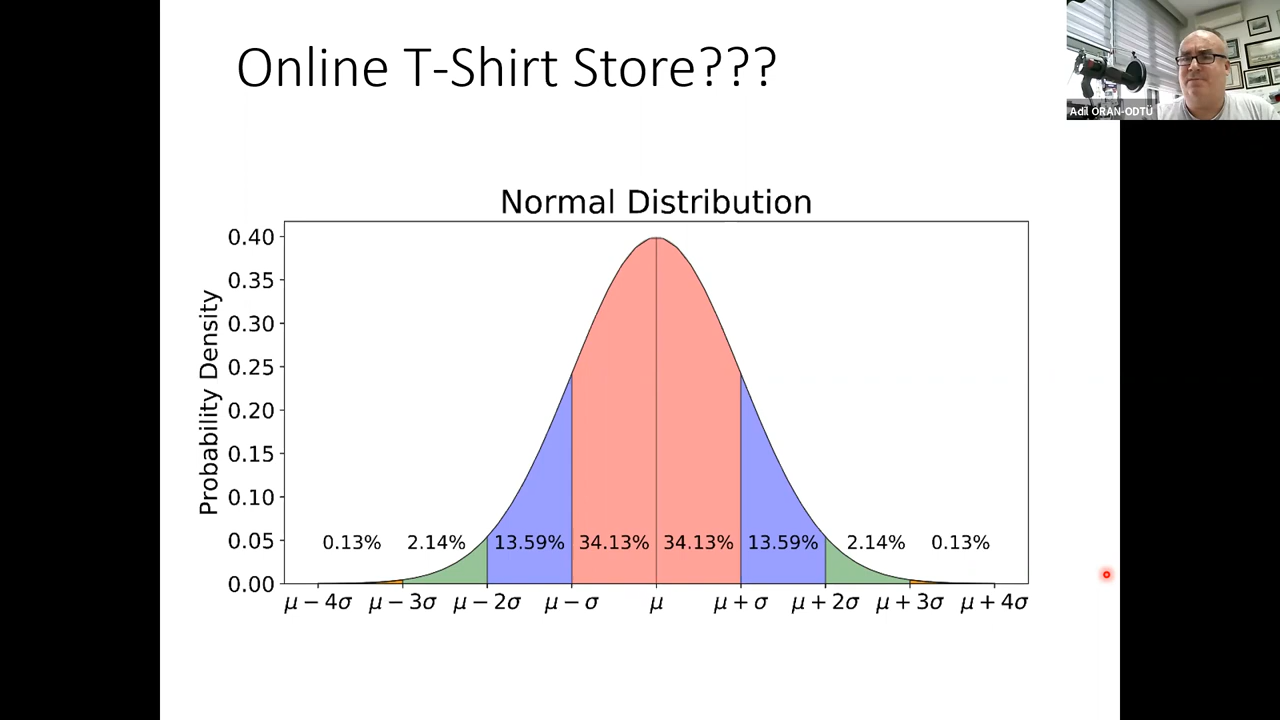 Online T-Shirt Store???
Adil ORAN-ODTÜ
Normal Distribution
Probability Density
0.40
0.35
0.30
0.25
0.20
0.15
0.10
0.05
0.00
0.13% 2.14% 13.59% 34.13% 34.13% 13.59% 2.14% 0.13%
μ − 4σ μ − 3σ μ − 2σ μ − σ μ μ + σ μ + 2σ μ + 3σ μ + 4σ